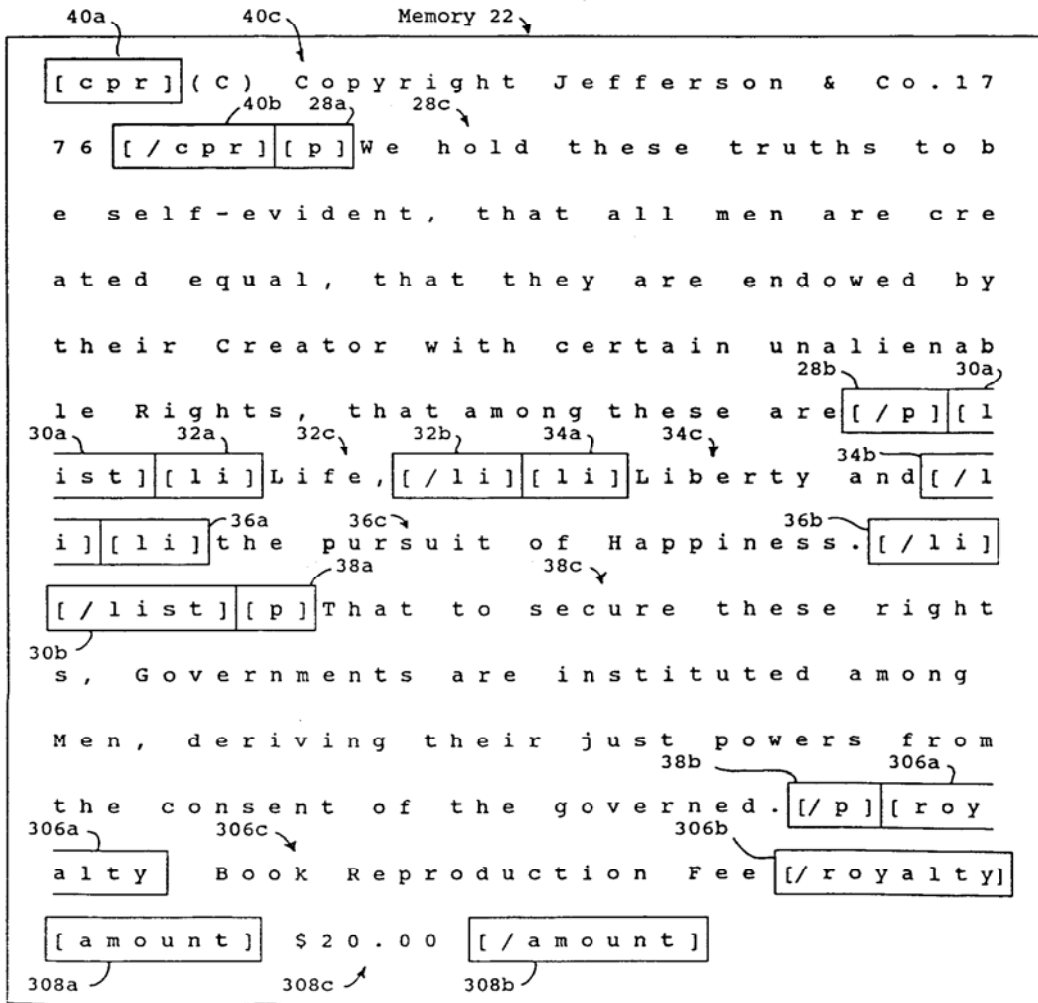 40a 40c Memory 22
[cpr](C) Copyright Jefferson & Co.17
40b 28a 28c
76 [/cpr][p]We hold these truths to b
e self-evident, that all men are cre
ated equal, that they are endowed by
their Creator with certain unalienab
28b 30a
le Rights, that among these are[/p][l
30a 32a 32c 32b 34a 34c
ist][li]Life,[/li][li]Liberty and[/l
34b
i][li]the pursuit of Happiness.[/li]
36a 36c 36b
38a 38c
[/list][p]That to secure these right
30b
s, Governments are instituted among
Men, deriving their just powers from
38b 306a
the consent of the governed.[/p][roy
306a 306c 306b
alty Book Reproduction Fee[/royalty]
[amount] $20.00 [/amount]
308a 308c 308b